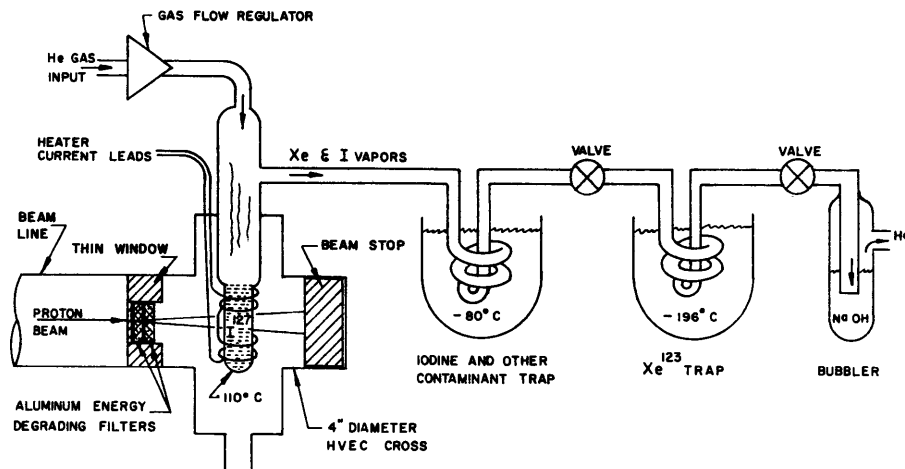 GAS FLOW REGULATOR
He GAS
INPUT
HEATER
CURRENT LEADS
Xe & I VAPORS
VALVE
VALVE
BEAM
LINE
THIN WINDOW
BEAM STOP
He
PROTON
BEAM
127
I
-80° C
-196° C
NaOH
110° C
IODINE AND OTHER
CONTAMINANT TRAP
Xe¹²³ TRAP
BUBBLER
ALUMINUM ENERGY
DEGRADING FILTERS
4" DIAMETER
HVEC CROSS